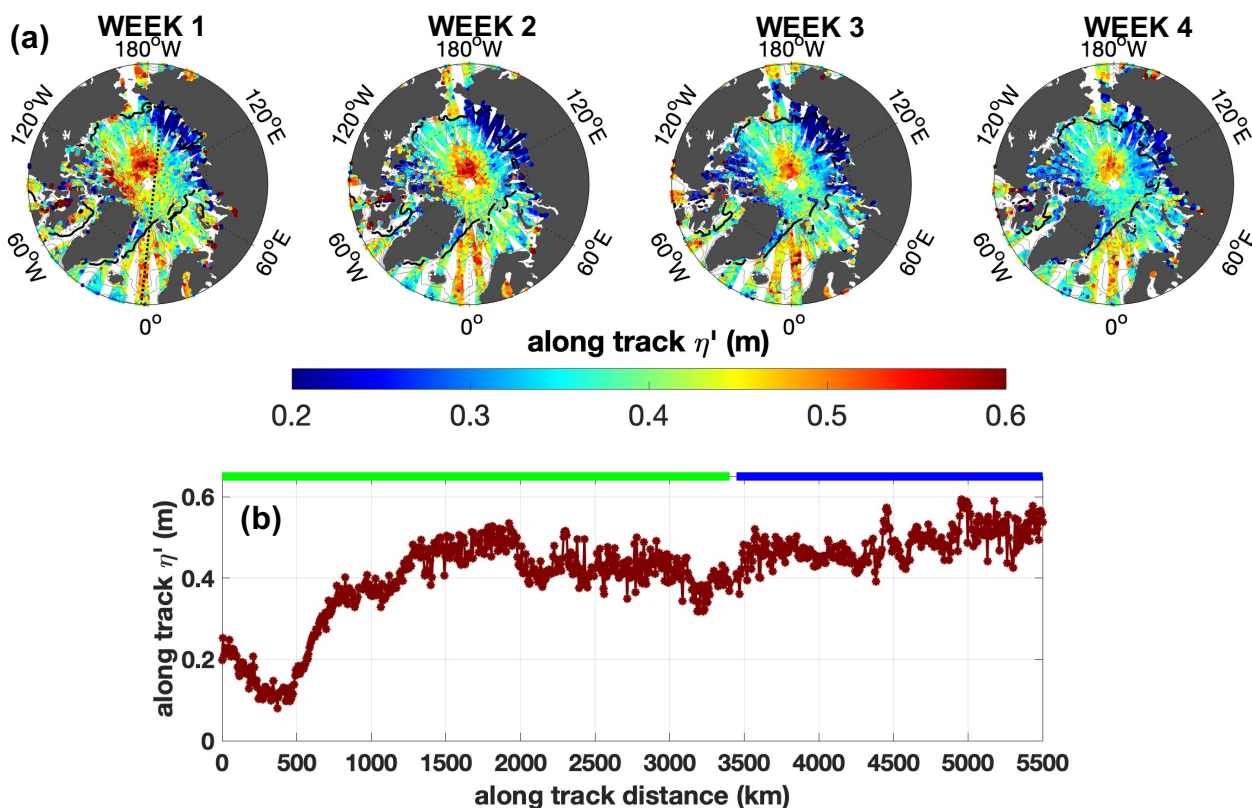 (a)
WEEK 1
WEEK 2
WEEK 3
WEEK 4
180°W
180°W
180°W
180°W
120°W
120°E
120°W
120°E
120°W
120°E
120°W
120°E
60°W
60°E
60°W
60°E
60°W
60°E
60°W
60°E
0°
0°
0°
0°
along track η' (m)
0.2
0.3
0.4
0.5
0.6
(b)
along track η' (m)
0.6
0.4
0.2
0
0
500
1000
1500
2000
2500
3000
3500
4000
4500
5000
5500
along track distance (km)